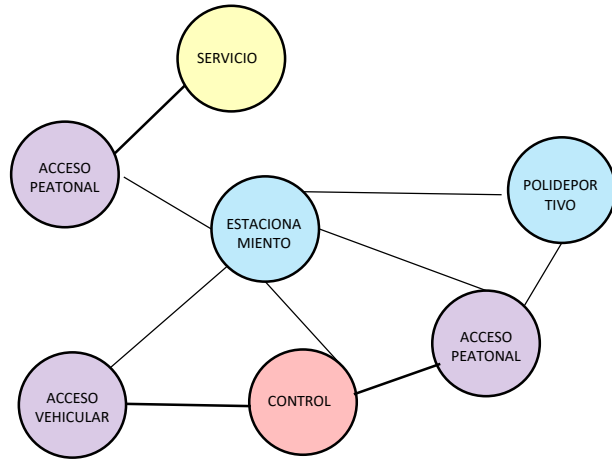 SERVICIO
ACCESO
PEATONAL
POLIDEPOR
TIVO
ESTACIONA
MIENTO
ACCESO
PEATONAL
ACCESO
VEHICULAR
CONTROL